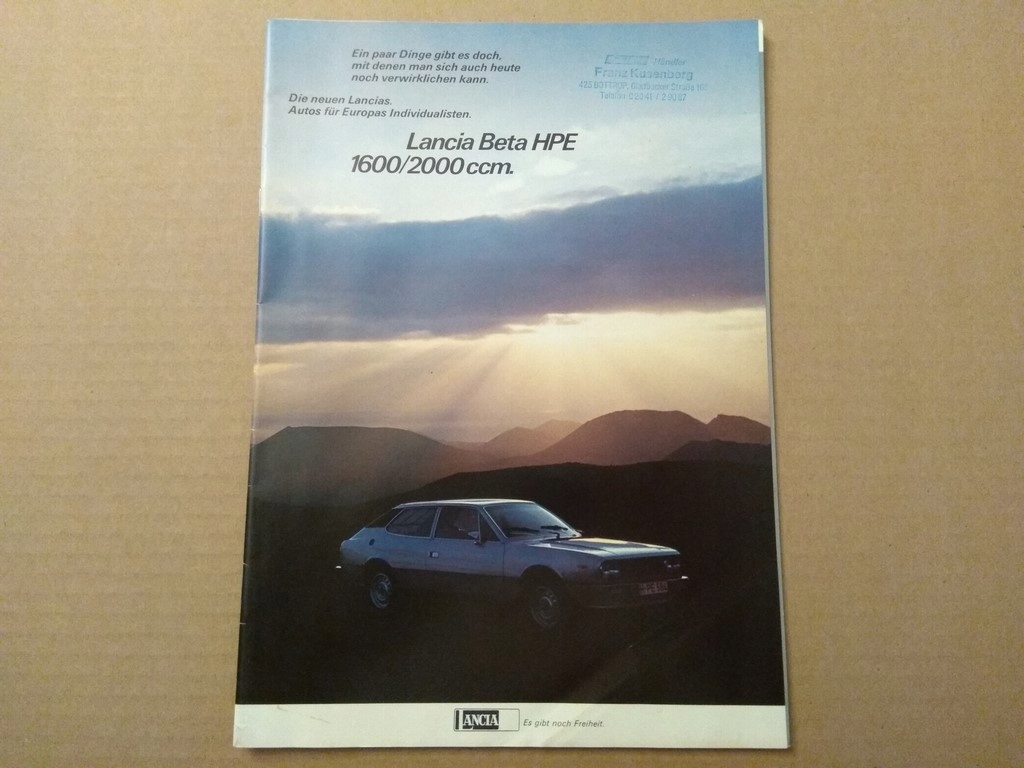 Ein paar Dinge gibt es doch,
mit denen man sich auch heute
noch verwirklichen kann.
Händler
Franz Kusenberg
Telefon
Die neuen Lancias.
Autos für Europas Individualisten.
Lancia Beta HPE
1600/2000 ccm.
LANCIA
Es gibt noch Freiheit.